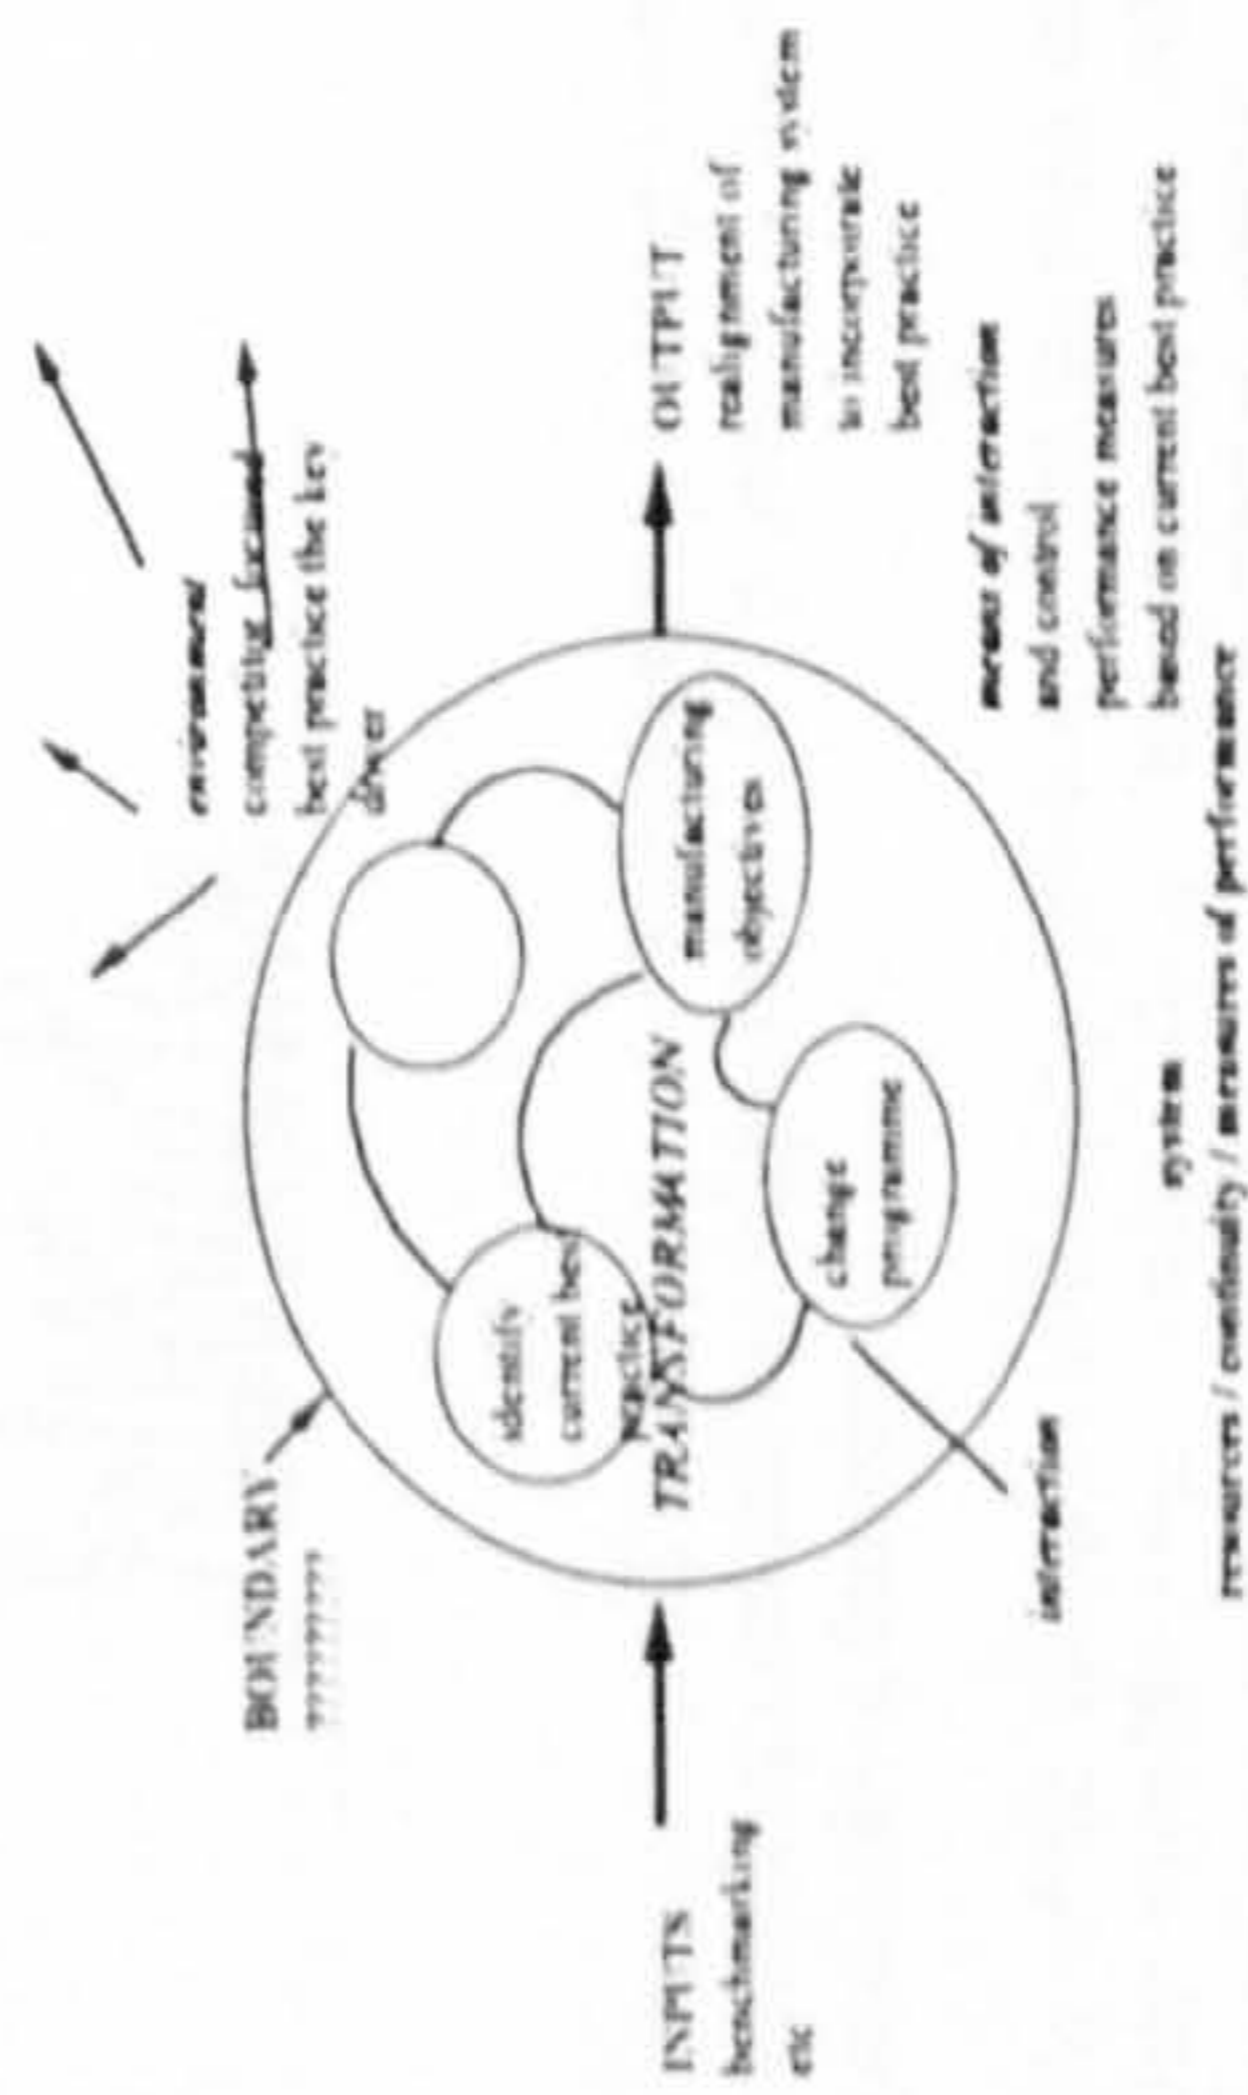 BOUNDARY
?????????
environment
competitive focused
best practice the key
driver
identify
current best
practice
TRANSFORMATION
manufacturing
objectives
change
programme
INPUTS
benchmarking
etc
OUTPUT
realignment of
manufacturing system
to incorporate
best practice
interaction
means of interaction
and control
performance measures
based on current best practice
system
resources / continuity / measures of performance